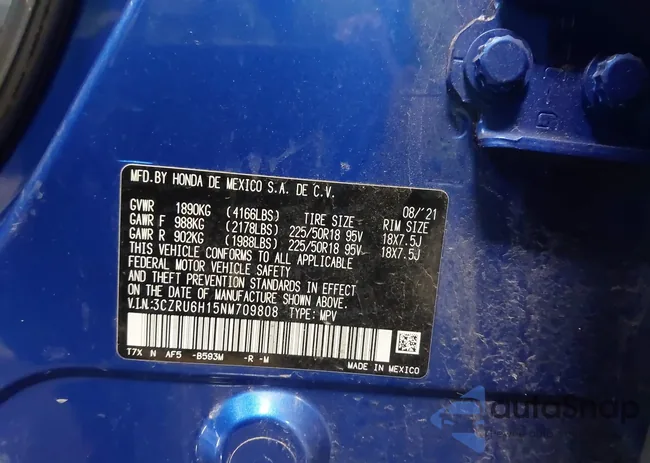 MFD.BY HONDA DE MEXICO S.A. DE C.V.
08/'21
GVWR 1890KG (4166LBS) TIRE SIZE RIM SIZE
GAWR F 988KG (2178LBS) 225/50R18 95V 18X7.5J
GAWR R 902KG (1988LBS) 225/50R18 95V 18X7.5J
THIS VEHICLE CONFORMS TO ALL APPLICABLE
FEDERAL MOTOR VEHICLE SAFETY
AND THEFT PREVENTION STANDARDS IN EFFECT
ON THE DATE OF MANUFACTURE SHOWN ABOVE.
V.I.N:3CZRU6H15NM709808 TYPE: MPV
T7X N AF5 -B593M -R -M
MADE IN MEXICO
autoSnap